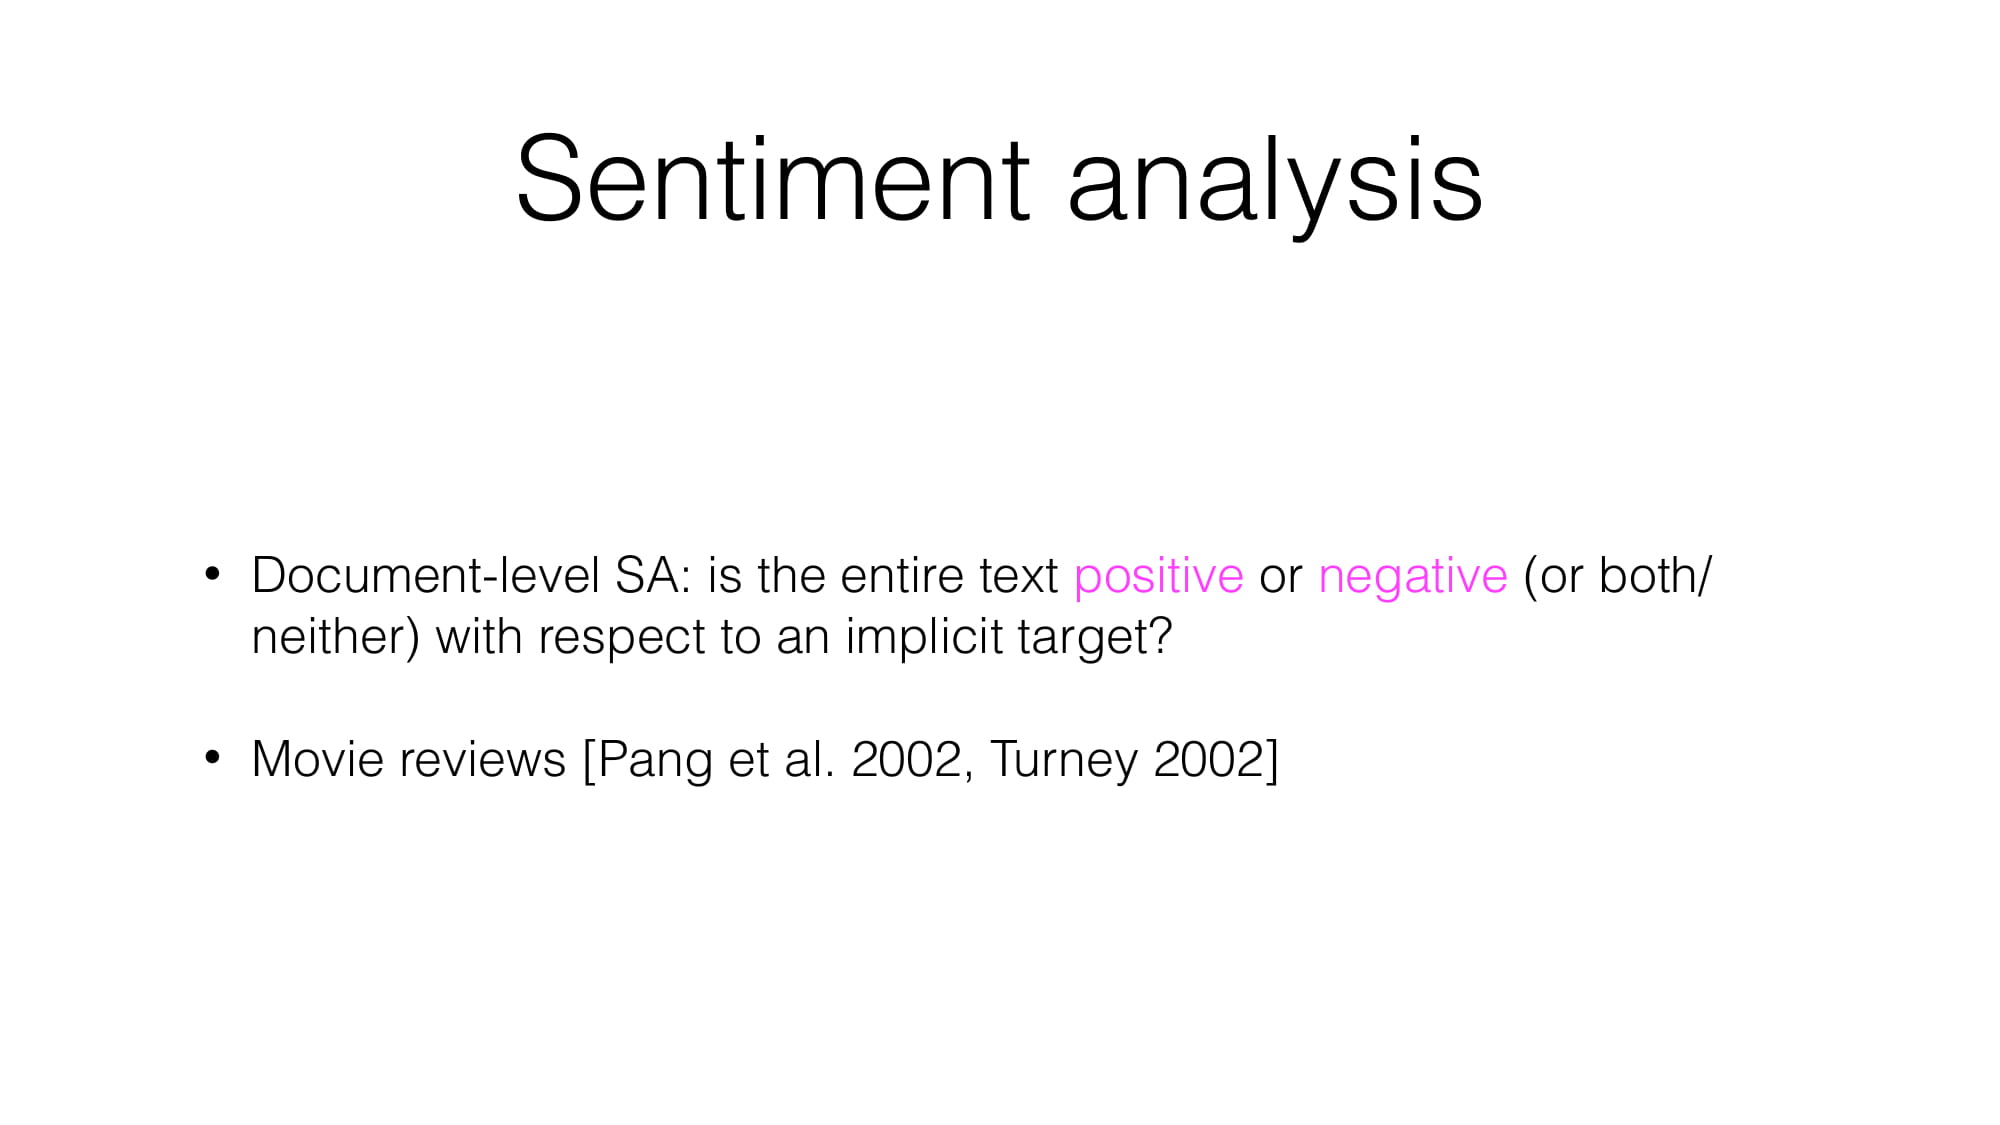 Sentiment analysis
• Document-level SA: is the entire text positive or negative (or both/
neither) with respect to an implicit target?
• Movie reviews [Pang et al. 2002, Turney 2002]